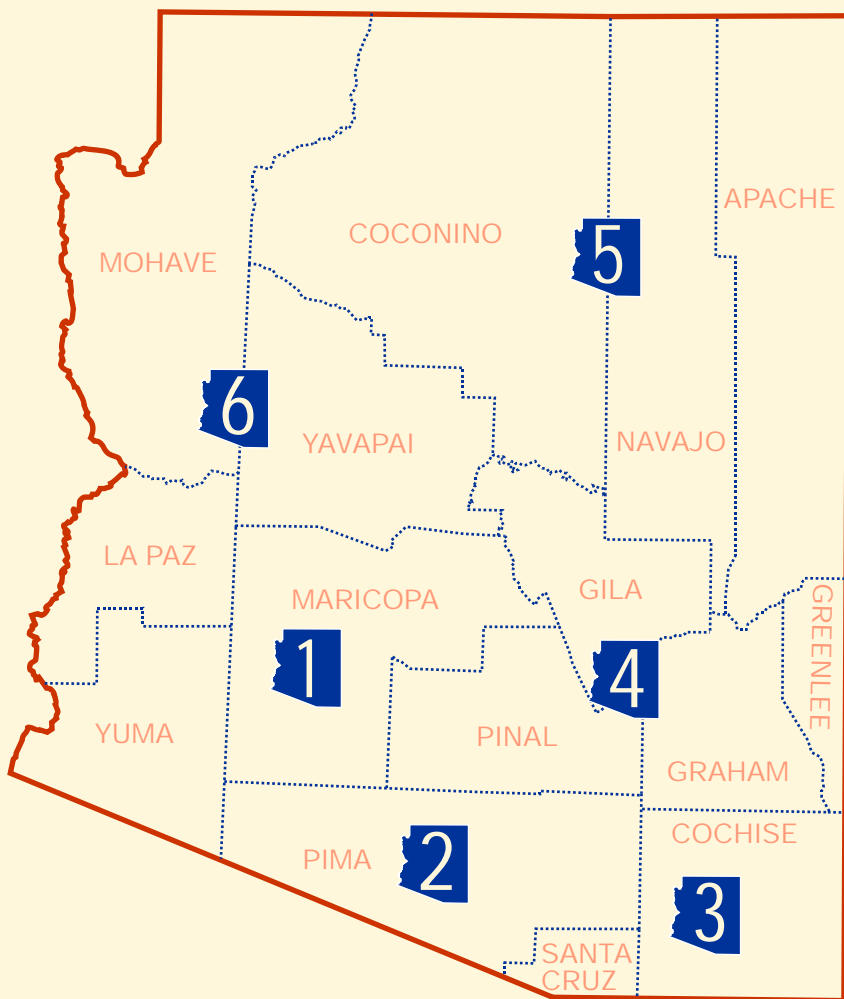 APACHE
COCONINO
5
MOHAVE
6
YAVAPAI
NAVAJO
LA PAZ
MARICOPA
GILA
GREENLEE
1
4
YUMA
PINAL
GRAHAM
COCHISE
PIMA
2
3
SANTA
CRUZ